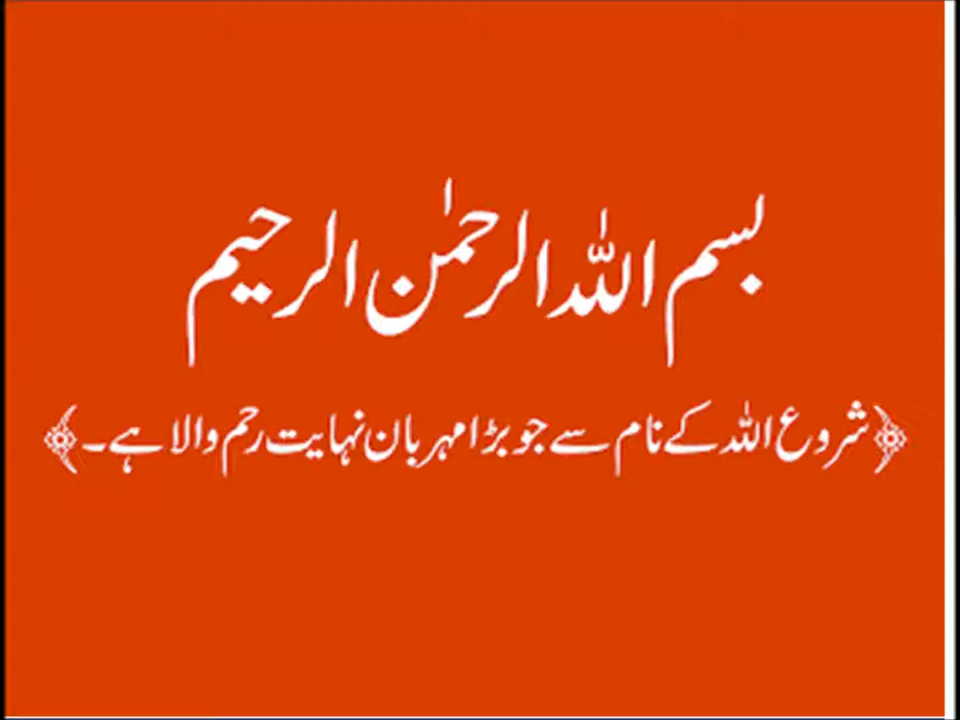 بسم اللہ الرحمٰن الرحیم
﴿شروع اللہ کے نام سے جو بڑا مہربان نہایت رحم والا ہے۔﴾